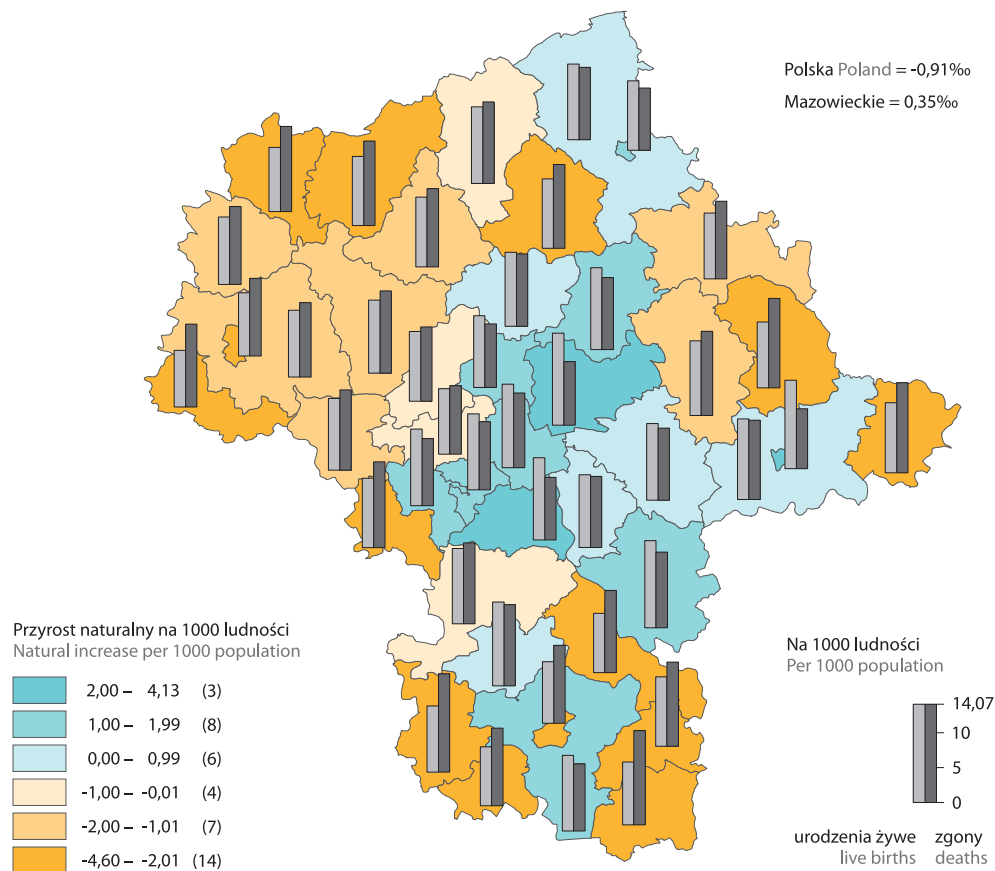 Polska Poland = -0,91‰
Mazowieckie = 0,35‰
Przyrost naturalny na 1000 ludności
Natural increase per 1000 population
2,00 – 4,13 (3)
1,00 – 1,99 (8)
0,00 – 0,99 (6)
-1,00 – -0,01 (4)
-2,00 – -1,01 (7)
-4,60 – -2,01 (14)
Na 1000 ludności
Per 1000 population
14,07
10
5
0
urodzenia żywe zgony
live births deaths